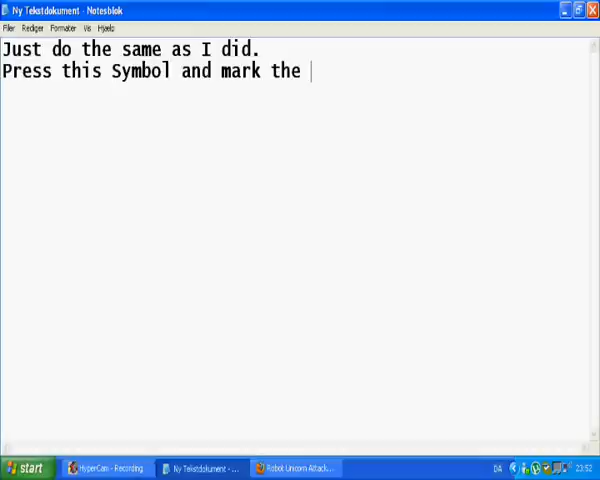 Ny Tekstdokument - Notesblok
Filer Rediger Formater Vis Hjælp
Just do the same as I did.
Press this Symbol and mark the
start HyperCam - Recording Ny Tekstdokument - ... Robot Unicorn Attack... DA 23:52